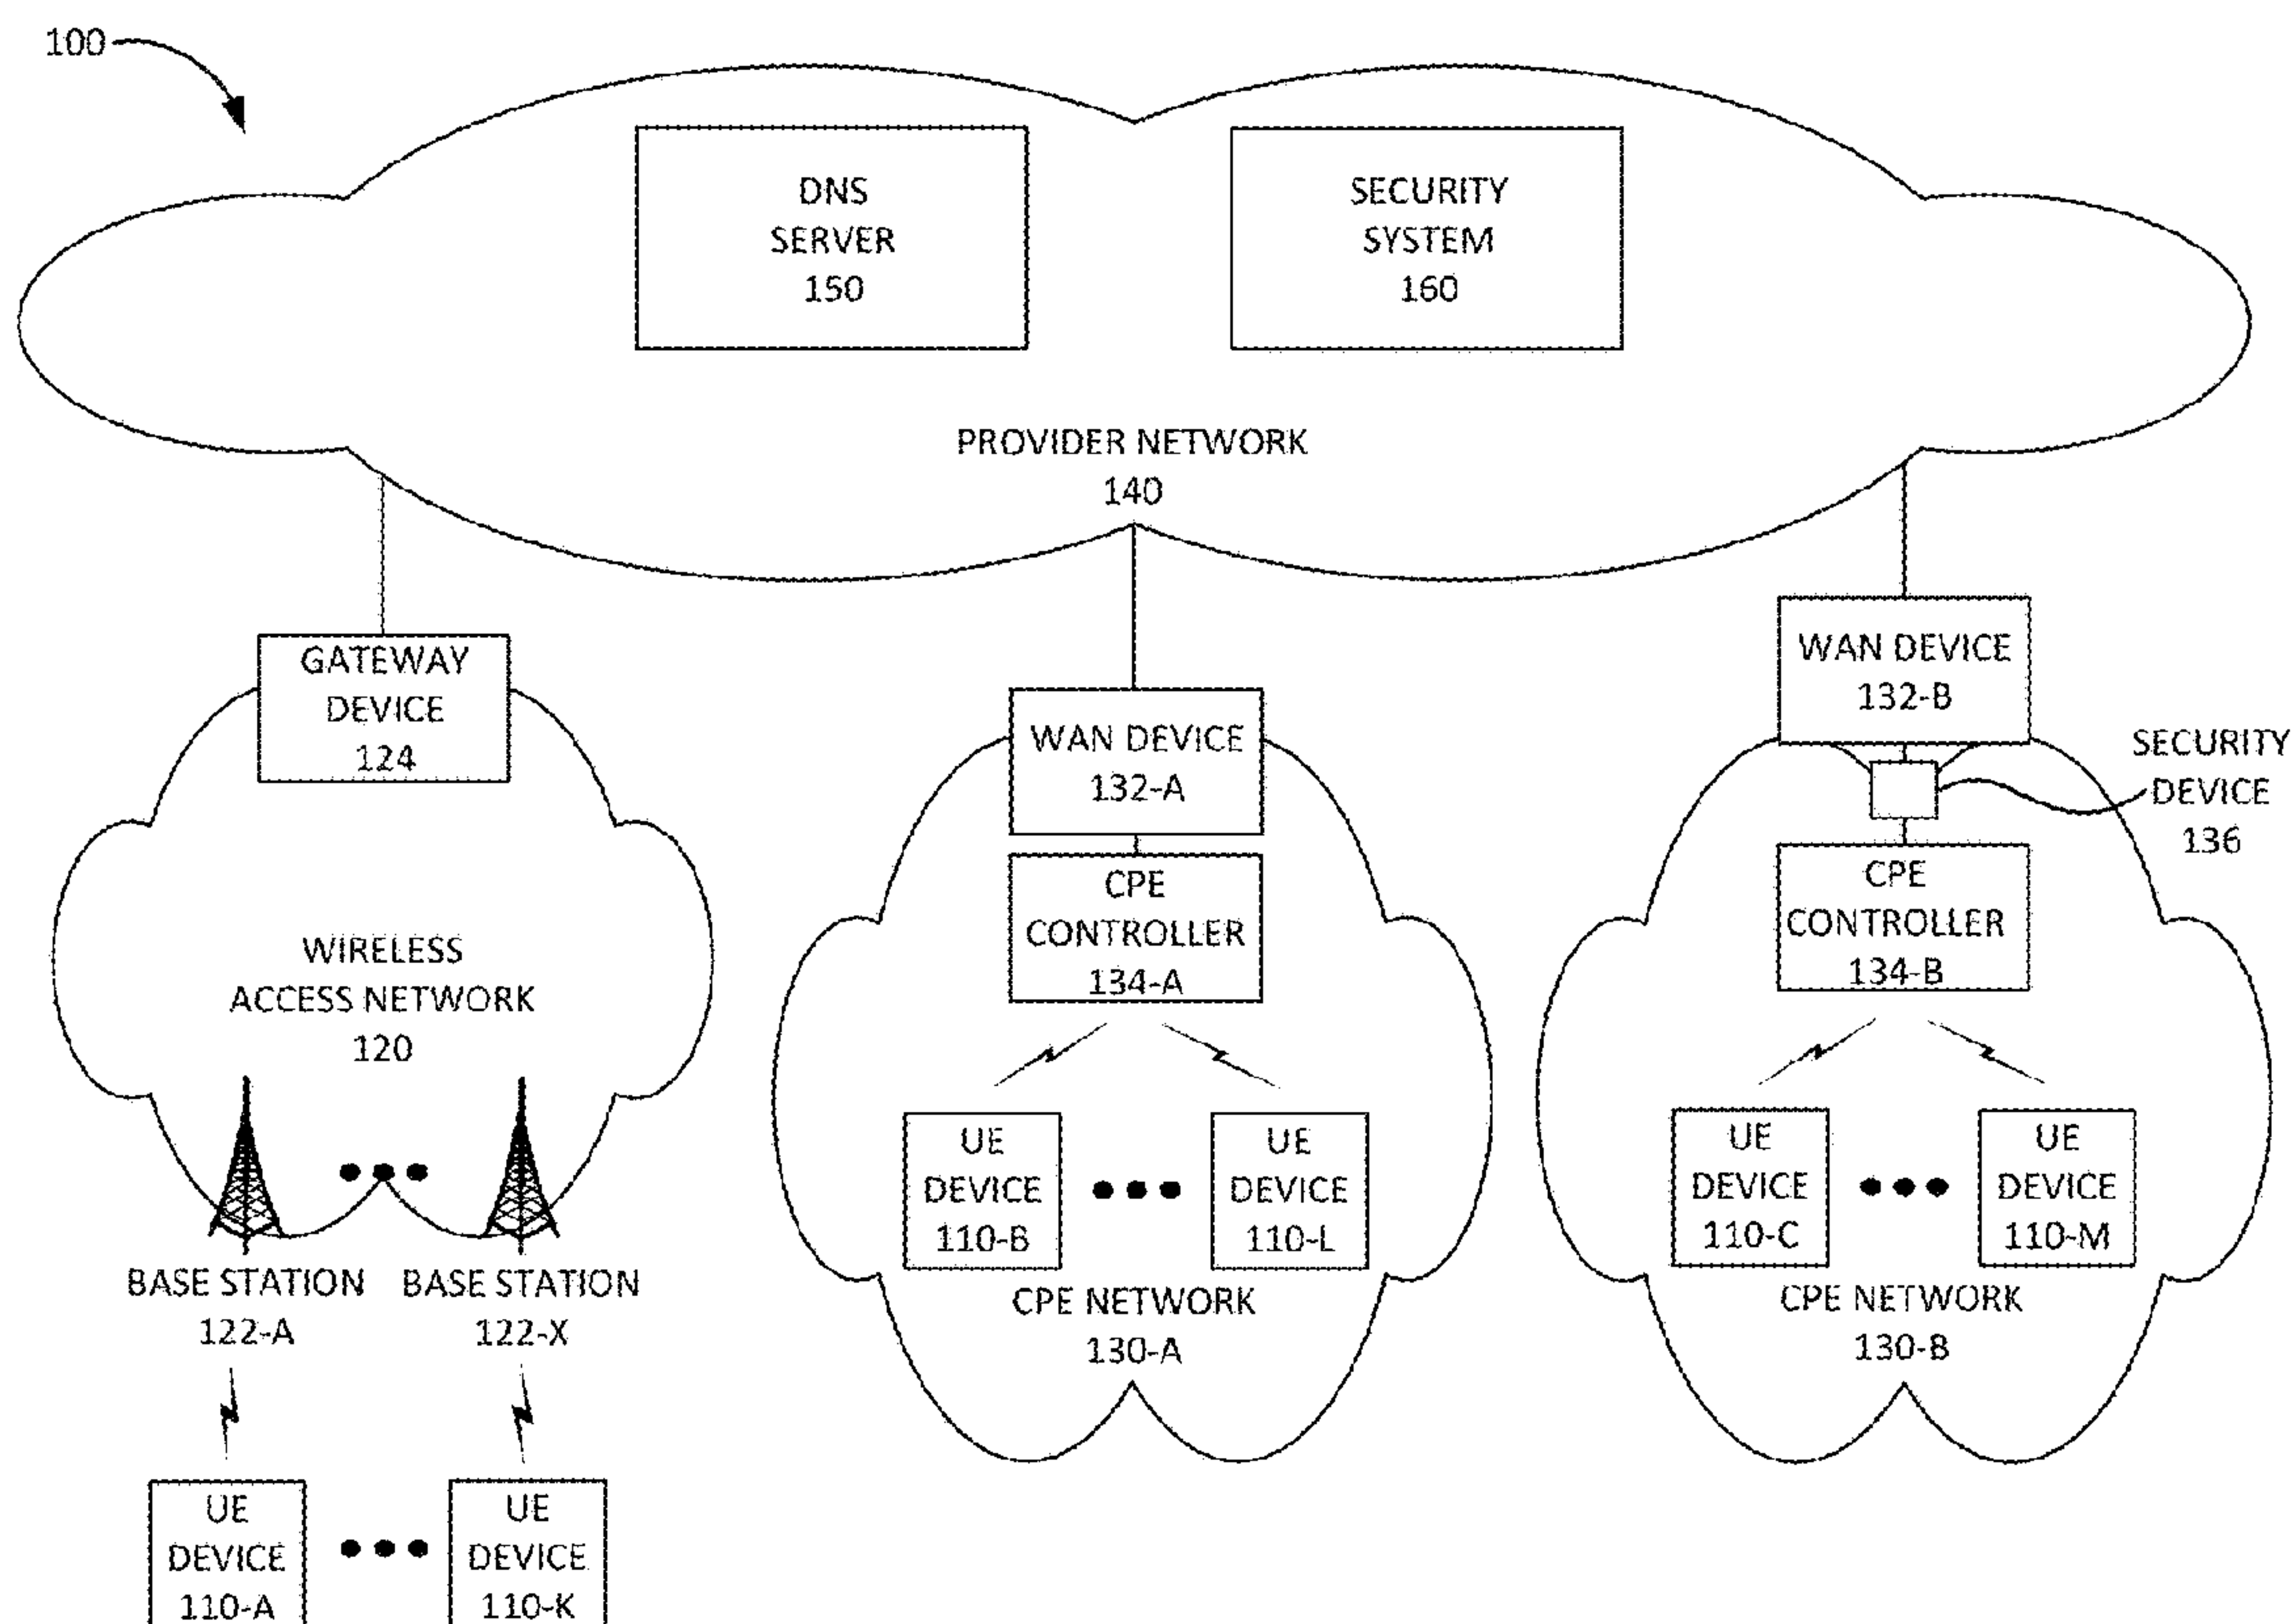 100
DNS
SERVER
150
SECURITY
SYSTEM
160
PROVIDER NETWORK
140
GATEWAY
DEVICE
124
WAN DEVICE
132-A
WAN DEVICE
132-B
SECURITY
DEVICE
136
CPE
CONTROLLER
134-A
CPE
CONTROLLER
134-B
WIRELESS
ACCESS NETWORK
120
UE
DEVICE
110-B
UE
DEVICE
110-L
UE
DEVICE
110-C
UE
DEVICE
110-M
BASE STATION
122-A
BASE STATION
122-X
CPE NETWORK
130-A
CPE NETWORK
130-B
UE
DEVICE
110-A
UE
DEVICE
110-K